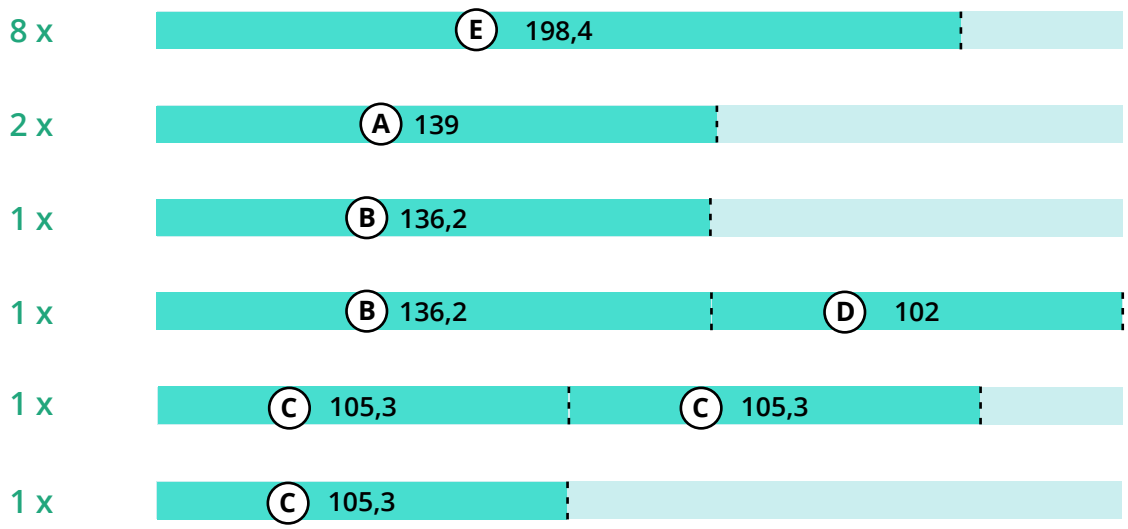 8 x E 198,4
2 x A 139
1 x B 136,2
1 x B 136,2 D 102
1 x C 105,3 C 105,3
1 x C 105,3